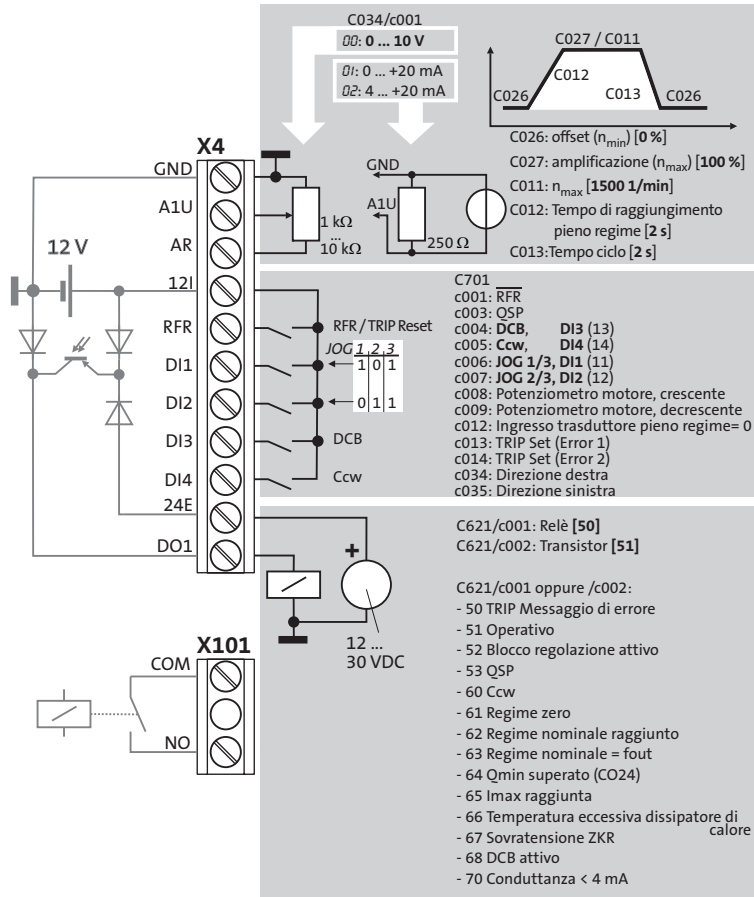 C034/c001
00: 0 ... 10 V
01: 0 ... +20 mA
02: 4 ... +20 mA
C027 / C011
C012
C026
C013
C026
C026: offset (nmin) [0 %]
C027: amplificazione (nmax) [100 %]
C011: nmax [1500 1/min]
C012: Tempo di raggiungimento
pieno regime [2 s]
C013:Tempo ciclo [2 s]
X4
GND
A1U
AR
12I
RFR
DI1
DI2
DI3
DI4
24E
DO1
12 V
1 kΩ
...
10 kΩ
GND
A1U
250 Ω
RFR / TRIP Reset
JOG 1 2 3
1 0 1
0 1 1
DCB
Ccw
C701
c001: RFR
c003: QSP
c004: DCB, DI3 (13)
c005: Ccw, DI4 (14)
c006: JOG 1/3, DI1 (11)
c007: JOG 2/3, DI2 (12)
c008: Potenziometro motore, crescente
c009: Potenziometro motore, decrescente
c012: Ingresso trasduttore pieno regime= 0
c013: TRIP Set (Error 1)
c014: TRIP Set (Error 2)
c034: Direzione destra
c035: Direzione sinistra
+
12 ...
30 VDC
X101
COM
NO
C621/c001: Relè [50]
C621/c002: Transistor [51]
C621/c001 oppure /c002:
- 50 TRIP Messaggio di errore
- 51 Operativo
- 52 Blocco regolazione attivo
- 53 QSP
- 60 Ccw
- 61 Regime zero
- 62 Regime nominale raggiunto
- 63 Regime nominale = fout
- 64 Qmin superato (CO24)
- 65 Imax raggiunta
- 66 Temperatura eccessiva dissipatore di
calore
- 67 Sovratensione ZKR
- 68 DCB attivo
- 70 Conduttanza < 4 mA